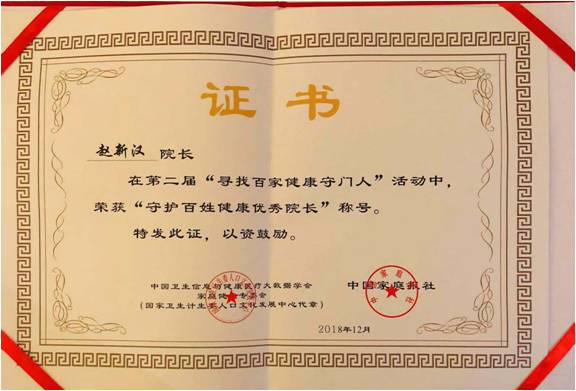 证书
赵新汉 院长
在第二届“寻找百家健康守门人”活动中，
荣获“守护百姓健康优秀院长”称号。
特发此证，以资鼓励。
中国卫生信息与健康医疗大数据学会
家庭健康专委会
（国家卫生计生委人口文化发展中心代章）
中国家庭报社
2018年12月